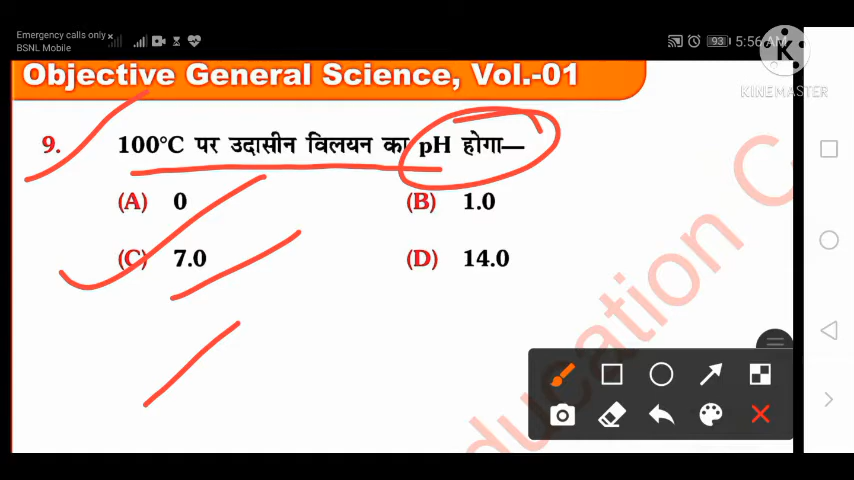 Emergency calls only
BSNL Mobile
93
5:56 AM
K
KINEMASTER
Objective General Science, Vol.-01
9. 100°C पर उदासीन विलयन का pH होगा—
(A) 0
(B) 1.0
(C) 7.0
(D) 14.0
ducation C